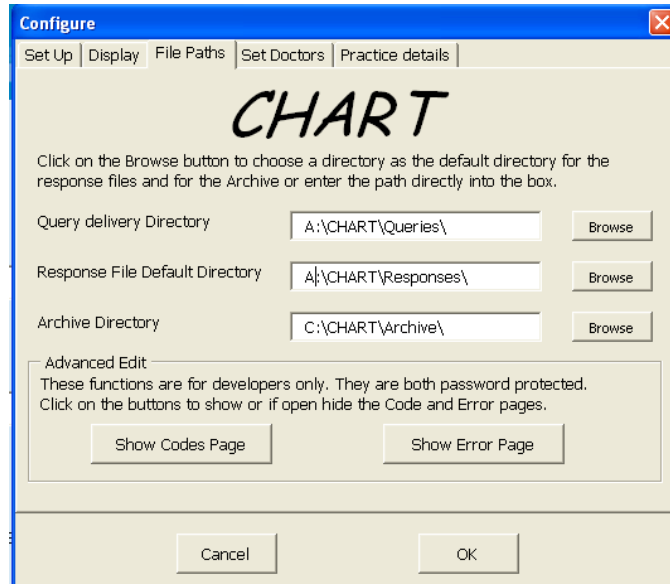 Configure
Set Up Display File Paths Set Doctors Practice details
CHART
Click on the Browse button to choose a directory as the default directory for the
response files and for the Archive or enter the path directly into the box.
Query delivery Directory A:\CHART\Queries\ Browse
Response File Default Directory A:\CHART\Responses\ Browse
Archive Directory C:\CHART\Archive\ Browse
Advanced Edit
These functions are for developers only. They are both password protected.
Click on the buttons to show or if open hide the Code and Error pages.
Show Codes Page Show Error Page
Cancel OK